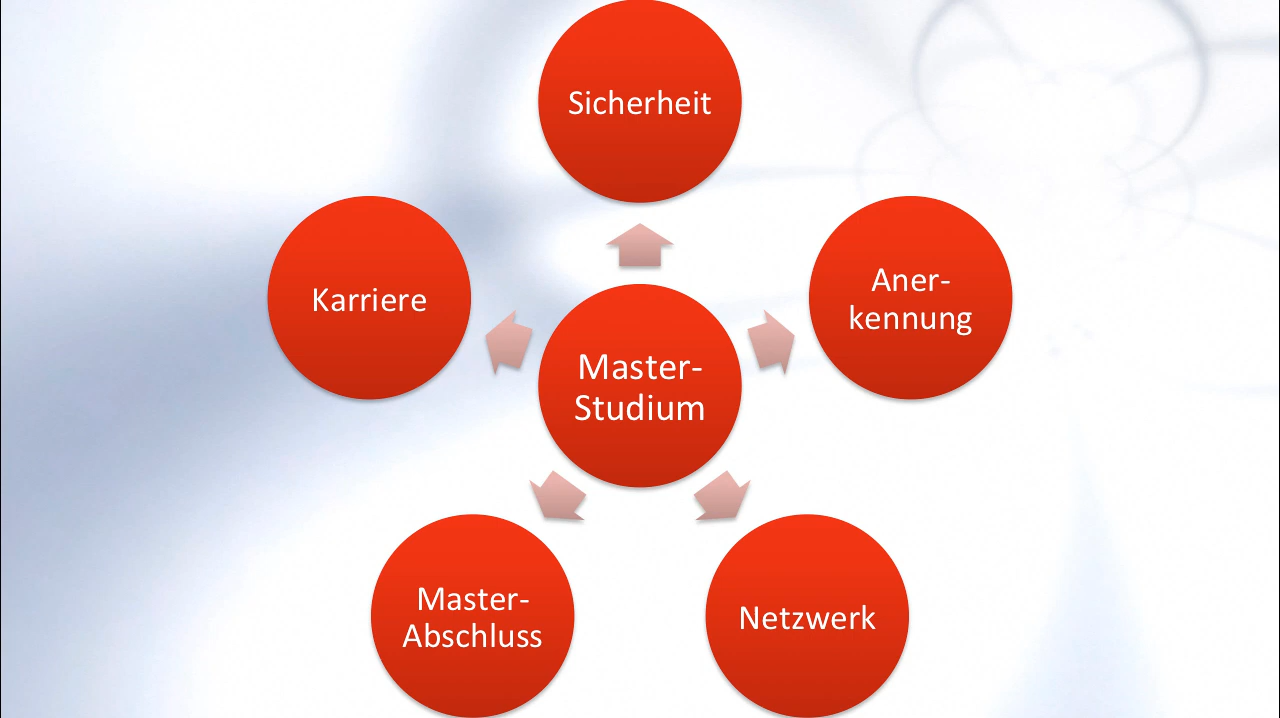 Sicherheit
Karriere
Aner-
kennung
Master-
Studium
Master-
Abschluss
Netzwerk